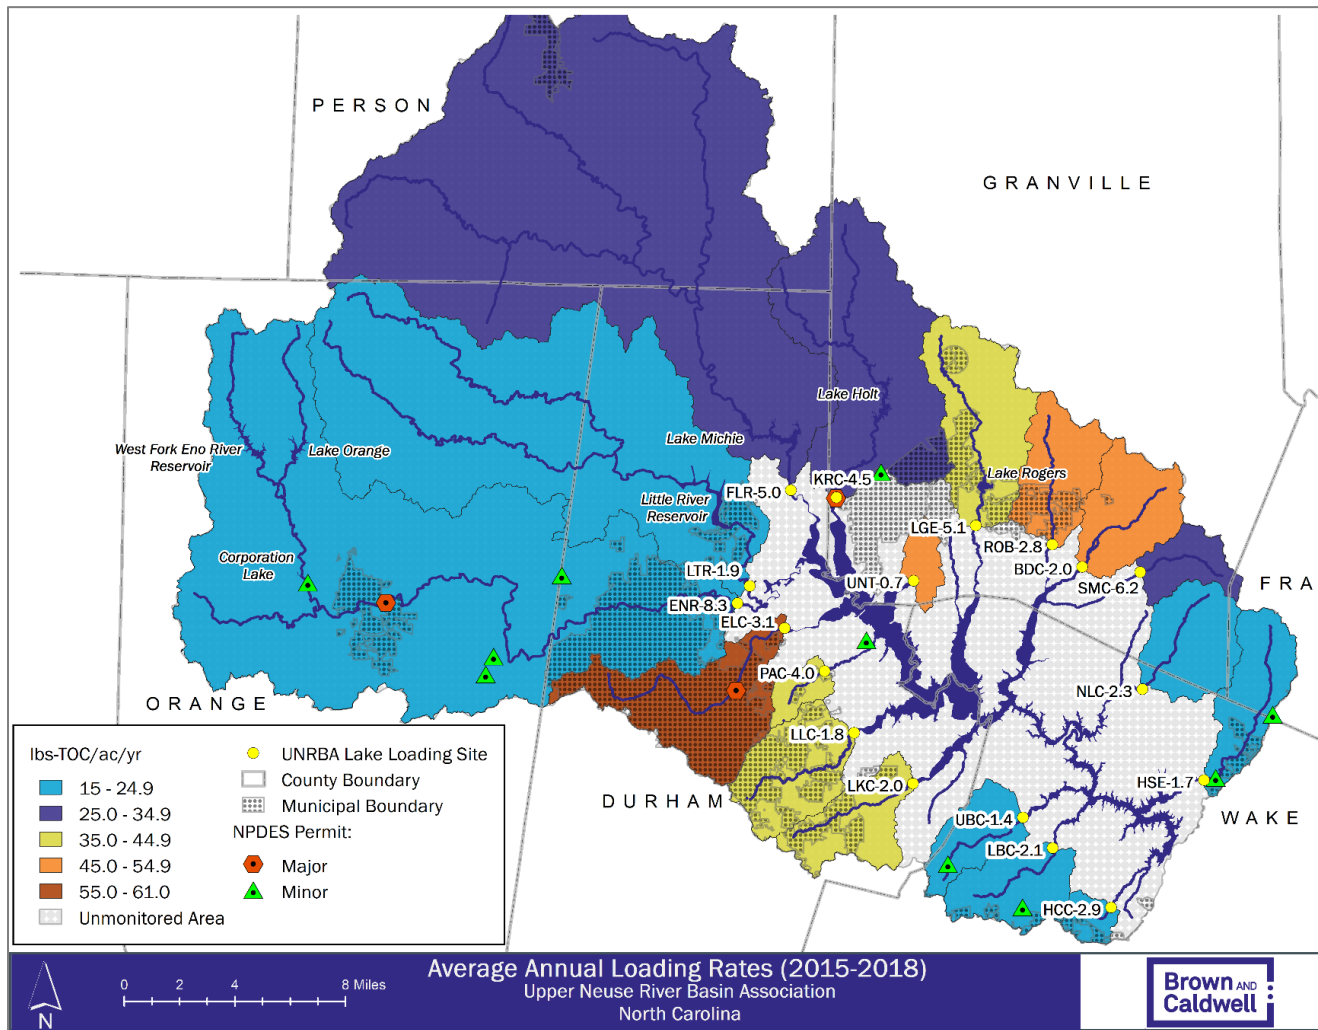 PERSON
GRANVILLE
Lake Holt
West Fork Eno River
Reservoir
Lake Orange
Lake Michie
Lake Rogers
KRC-4.5
FLR-5.0
Little River
Reservoir
LGE-5.1
ROB-2.8
Corporation
Lake
LTR-1.9
UNT-0.7
BDC-2.0
SMC-6.2
FRA
ENR-8.3
ELC-3.1
PAC-4.0
NLC-2.3
ORANGE
LLC-1.8
LKC-2.0
HSE-1.7
DURHAM
UBC-1.4
WAKE
LBC-2.1
HCC-2.9
lbs-TOC/ac/yr
15 - 24.9
25.0 - 34.9
35.0 - 44.9
45.0 - 54.9
55.0 - 61.0
Unmonitored Area
UNRBA Lake Loading Site
County Boundary
Municipal Boundary
NPDES Permit:
Major
Minor
N
0 2 4 8 Miles
Average Annual Loading Rates (2015-2018)
Upper Neuse River Basin Association
North Carolina
Brown AND
Caldwell